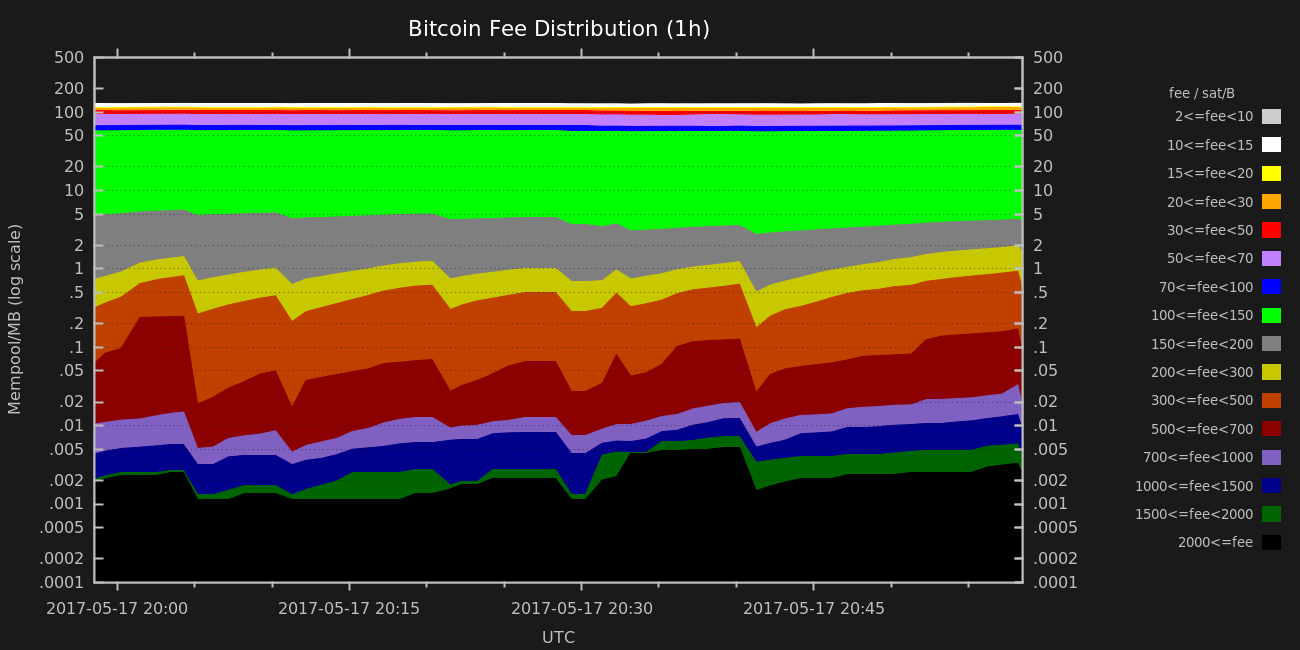 Bitcoin Fee Distribution (1h)
500
200
100
50
20
10
5
2
1
.5
.2
.1
.05
.02
.01
.005
.002
.001
.0005
.0002
.0001
Mempool/MB (log scale)
500
200
100
50
20
10
5
2
1
.5
.2
.1
.05
.02
.01
.005
.002
.001
.0005
.0002
.0001
2017-05-17 20:00
2017-05-17 20:15
2017-05-17 20:30
2017-05-17 20:45
UTC
fee / sat/B
2<=fee<10
10<=fee<15
15<=fee<20
20<=fee<30
30<=fee<50
50<=fee<70
70<=fee<100
100<=fee<150
150<=fee<200
200<=fee<300
300<=fee<500
500<=fee<700
700<=fee<1000
1000<=fee<1500
1500<=fee<2000
2000<=fee